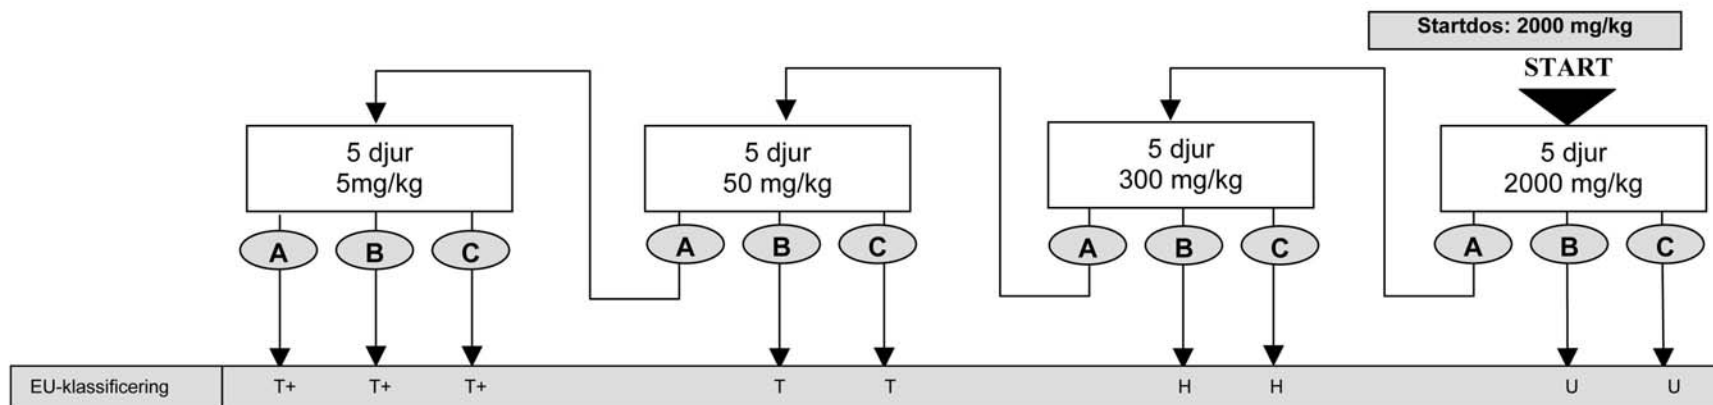 Startdos: 2000 mg/kg
START
5 djur
5mg/kg
5 djur
50 mg/kg
5 djur
300 mg/kg
5 djur
2000 mg/kg
A B C A B C A B C A B C
EU-klassificering T+ T+ T+ T T H H U U